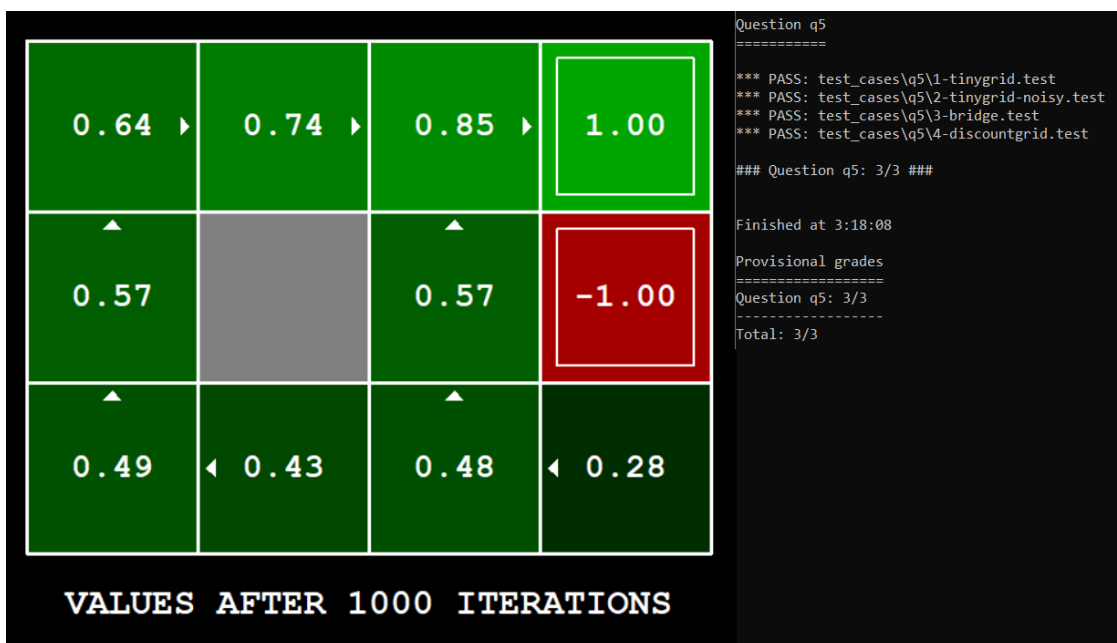 0.64 0.74 0.85 1.00
0.57 0.57 -1.00
0.49 0.43 0.48 0.28
VALUES AFTER 1000 ITERATIONS
Question q5
===========
*** PASS: test_cases\q5\1-tinygrid.test
*** PASS: test_cases\q5\2-tinygrid-noisy.test
*** PASS: test_cases\q5\3-bridge.test
*** PASS: test_cases\q5\4-discountgrid.test
### Question q5: 3/3 ###
Finished at 3:18:08
Provisional grades
==================
Question q5: 3/3
------------------
Total: 3/3